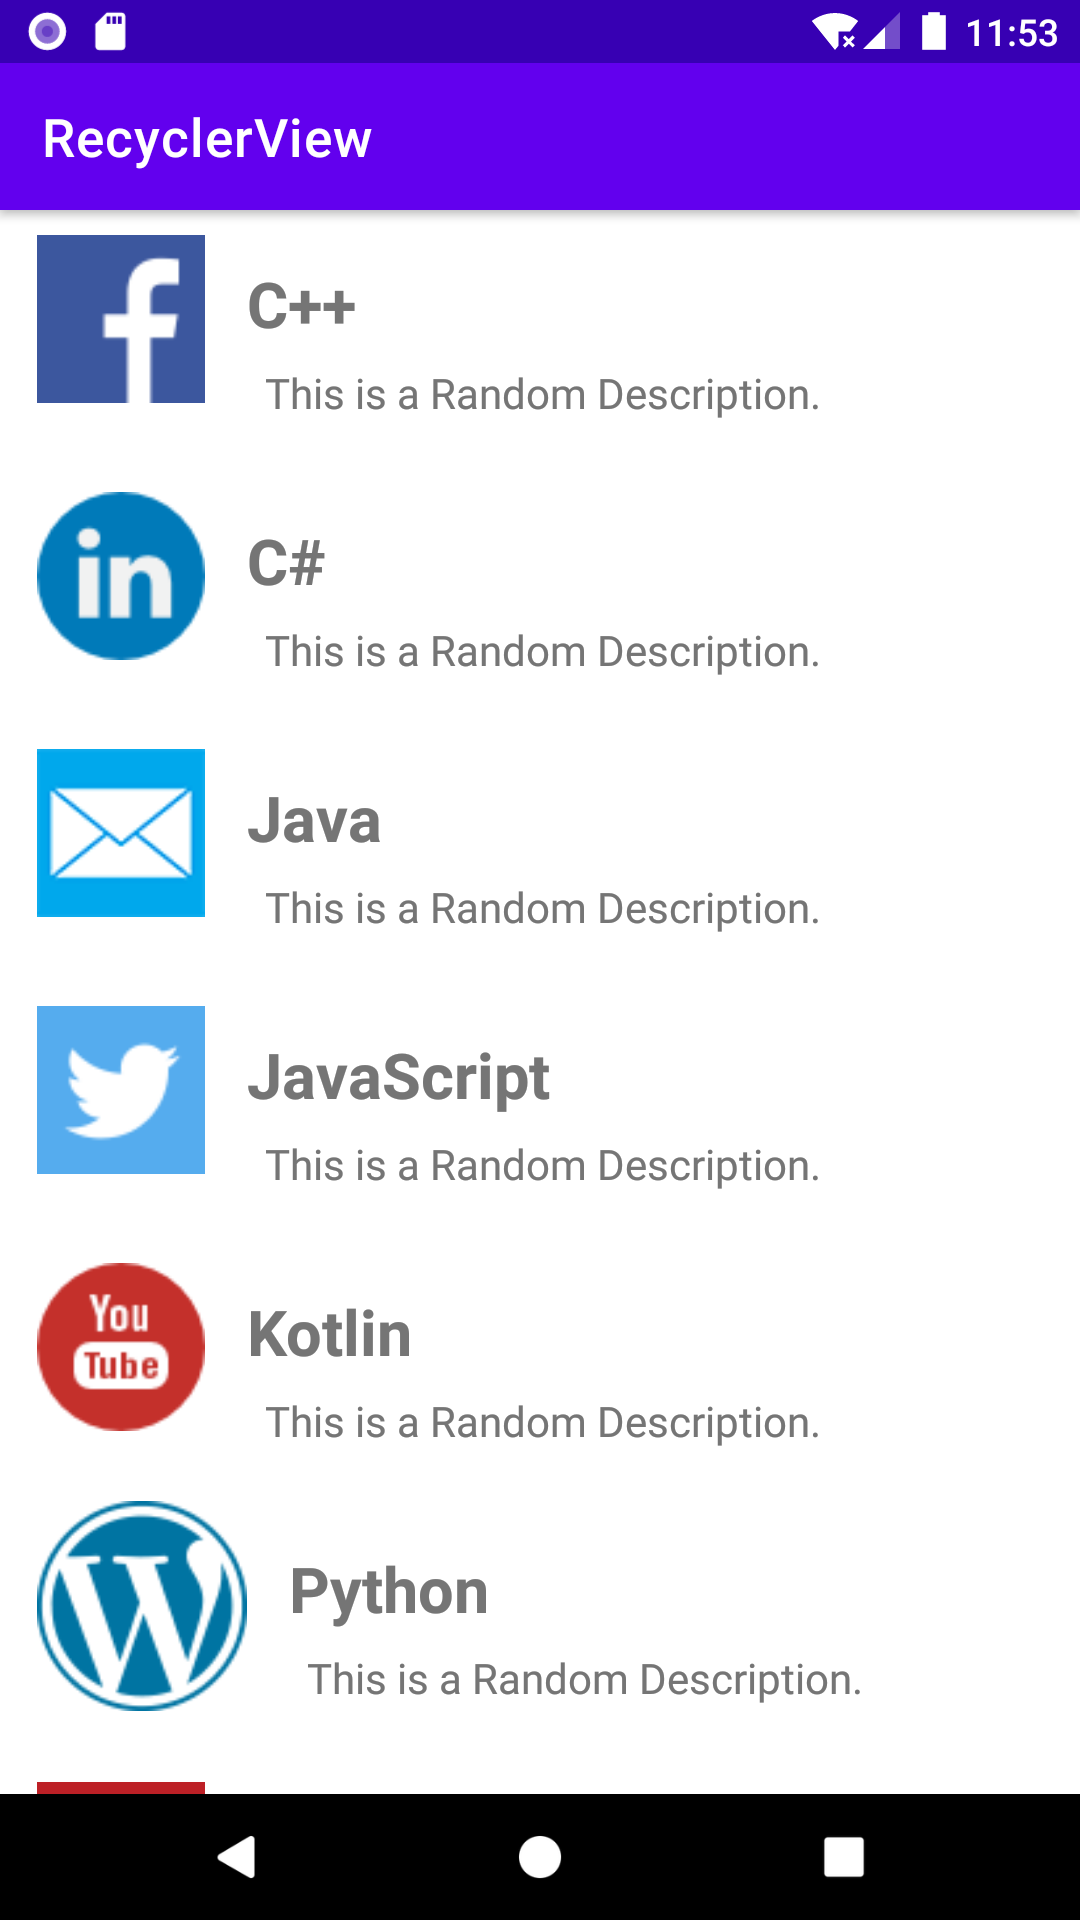 11:53
RecyclerView
f
C++
This is a Random Description.
in
C#
This is a Random Description.
Java
This is a Random Description.
JavaScript
This is a Random Description.
You
Tube
Kotlin
This is a Random Description.
W
Python
This is a Random Description.